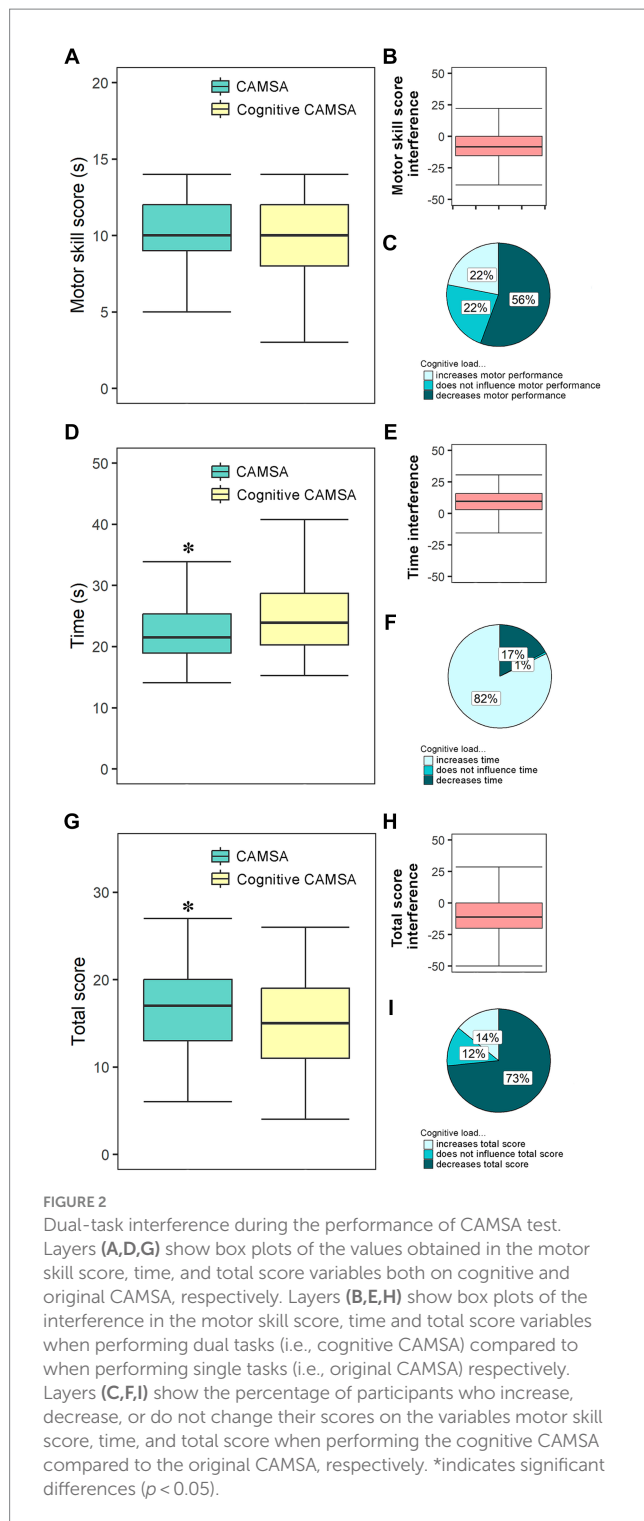 A
20
15
10
5
0
Motor skill score (s)
CAMSA
Cognitive CAMSA
B
50
25
0
-25
-50
Motor skill score
interference
C
22%
22%
56%
Cognitive load...
increases motor performance
does not influence motor performance
decreases motor performance
D
50
40
30
20
10
0
Time (s)
CAMSA
Cognitive CAMSA
*
E
50
25
0
-25
-50
Time interference
F
17%
1%
82%
Cognitive load...
increases time
does not influence time
decreases time
G
30
20
10
0
Total score
CAMSA
Cognitive CAMSA
*
H
50
25
0
-25
-50
Total score
interference
I
14%
12%
73%
Cognitive load...
increases total score
does not influence total score
decreases total score
FIGURE 2
Dual-task interference during the performance of CAMSA test.
Layers (A,D,G) show box plots of the values obtained in the motor
skill score, time, and total score variables both on cognitive and
original CAMSA, respectively. Layers (B,E,H) show box plots of the
interference in the motor skill score, time and total score variables
when performing dual tasks (i.e., cognitive CAMSA) compared to
when performing single tasks (i.e., original CAMSA) respectively.
Layers (C,F,I) show the percentage of participants who increase,
decrease, or do not change their scores on the variables motor skill
score, time, and total score when performing the cognitive CAMSA
compared to the original CAMSA, respectively. *indicates significant
differences (p < 0.05).